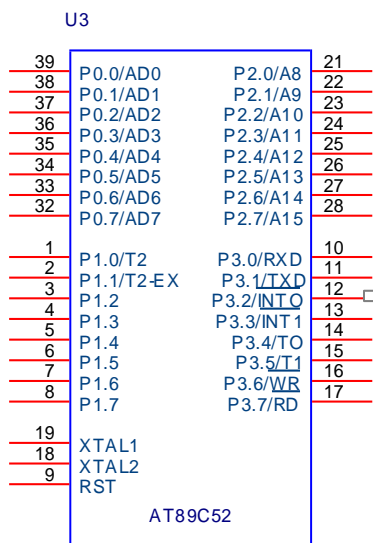 U3
39 P0.0/AD0 P2.0/A8 21
38 P0.1/AD1 P2.1/A9 22
37 P0.2/AD2 P2.2/A10 23
36 P0.3/AD3 P2.3/A11 24
35 P0.4/AD4 P2.4/A12 25
34 P0.5/AD5 P2.5/A13 26
33 P0.6/AD6 P2.6/A14 27
32 P0.7/AD7 P2.7/A15 28
1 P1.0/T2 P3.0/RXD 10
2 P1.1/T2-EX P3.1/TXD 11
3 P1.2 P3.2/INTO 12
4 P1.3 P3.3/INT1 13
5 P1.4 P3.4/TO 14
6 P1.5 P3.5/T1 15
7 P1.6 P3.6/WR 16
8 P1.7 P3.7/RD 17
19 XTAL1
18 XTAL2
9 RST
AT89C52